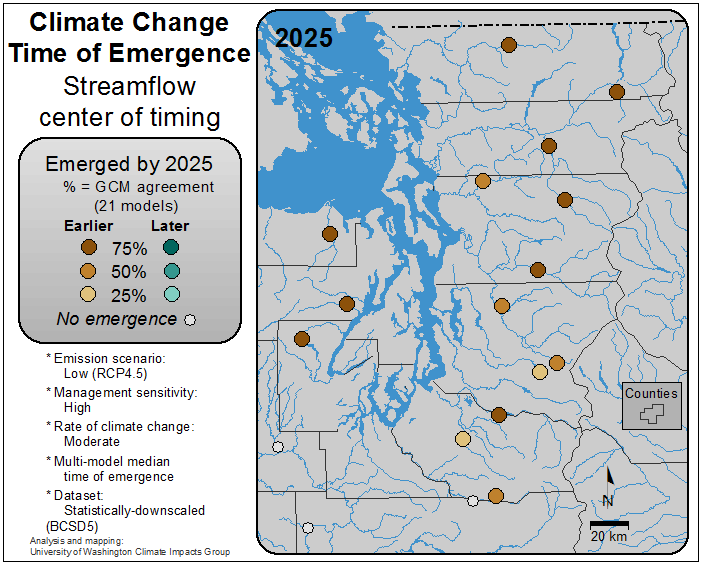 Climate Change
Time of Emergence
Streamflow
center of timing
Emerged by 2025
% = GCM agreement
(21 models)
Earlier Later
75%
50%
25%
No emergence
* Emission scenario:
Low (RCP4.5)
* Management sensitivity:
High
* Rate of climate change:
Moderate
* Multi-model median
time of emergence
* Dataset:
Statistically-downscaled
(BCSD5)
Analysis and mapping:
University of Washington Climate Impacts Group
2025
Counties
N
20 km